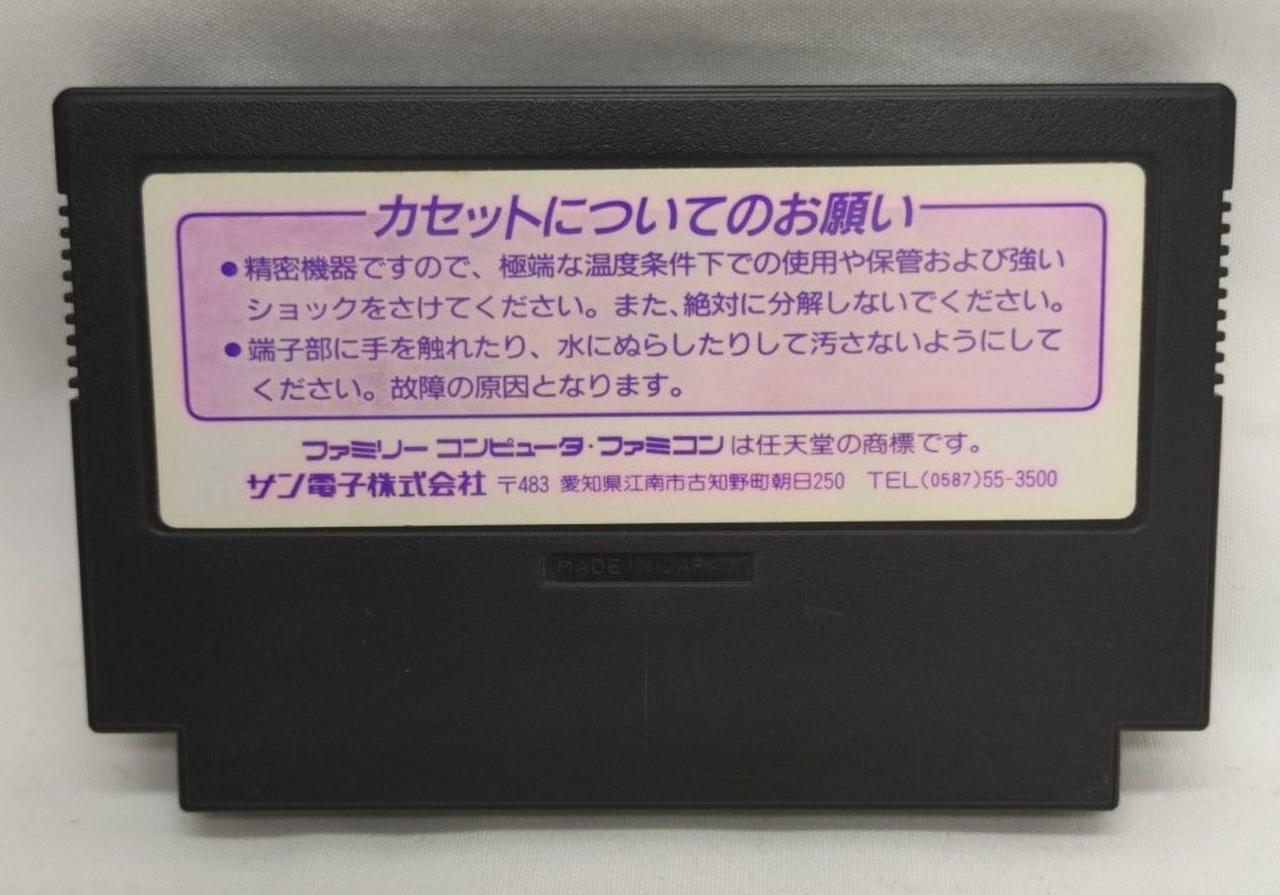 カセットについてのお願い
●精密機器ですので、極端な温度条件下での使用や保管および強い
ショックをさけてください。また、絶対に分解しないでください。
●端子部に手を触れたり、水にぬらしたりして汚さないようにして
ください。故障の原因となります。
ファミリーコンピュータ・ファミコンは任天堂の商標です。
サン電子株式会社 〒483 愛知県江南市古知野町朝日250 TEL(0587)55-3500
MADE IN JAPAN